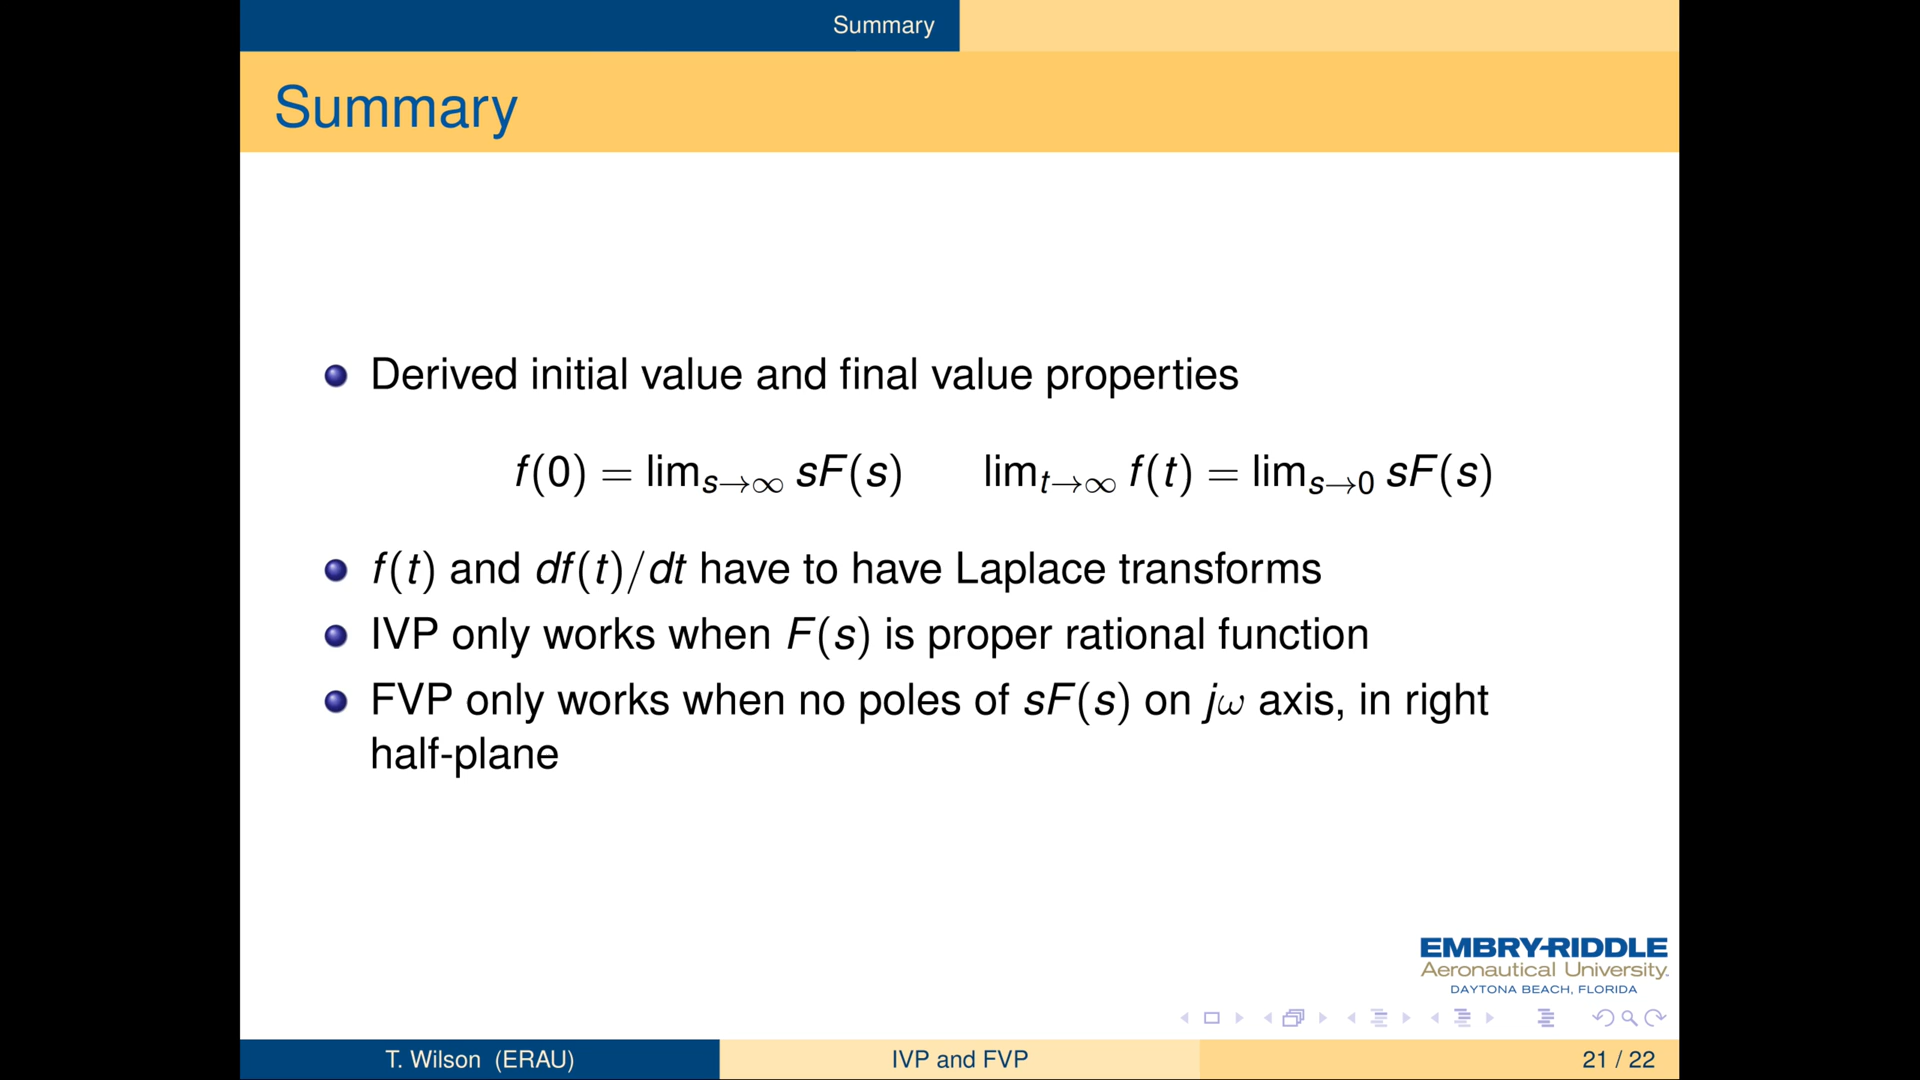 Summary
Summary
Derived initial value and final value properties
f(0) = lim_{s→∞} sF(s)  lim_{t→∞} f(t) = lim_{s→0} sF(s)
f(t) and df(t)/dt have to have Laplace transforms
IVP only works when F(s) is proper rational function
FVP only works when no poles of sF(s) on jω axis, in right
half-plane
EMBRY-RIDDLE
Aeronautical University.
DAYTONA BEACH, FLORIDA
T. Wilson (ERAU)  IVP and FVP  21 / 22